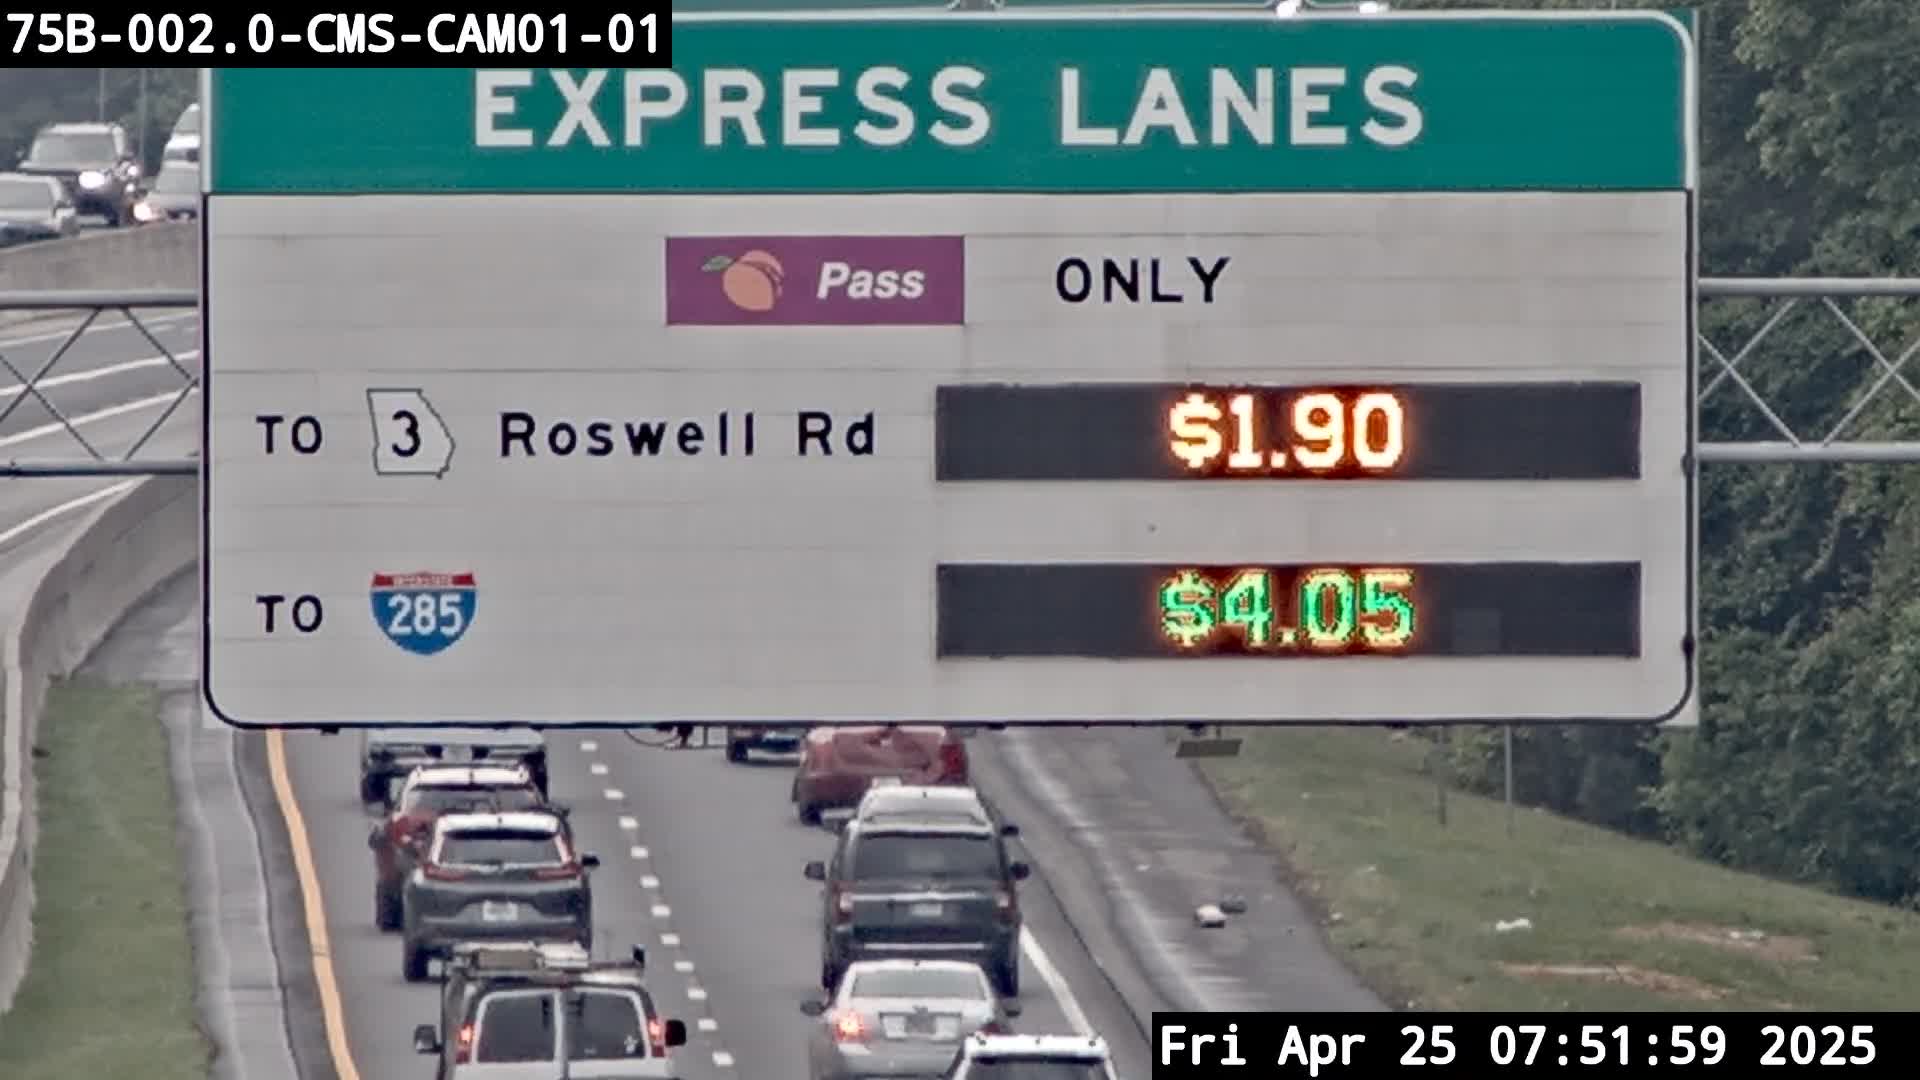 75B-002.0-CMS-CAM01-01
EXPRESS LANES
Pass ONLY
TO 3 Roswell Rd $1.90
TO INTERSTATE 285 $4.05
Fri Apr 25 07:51:59 2025